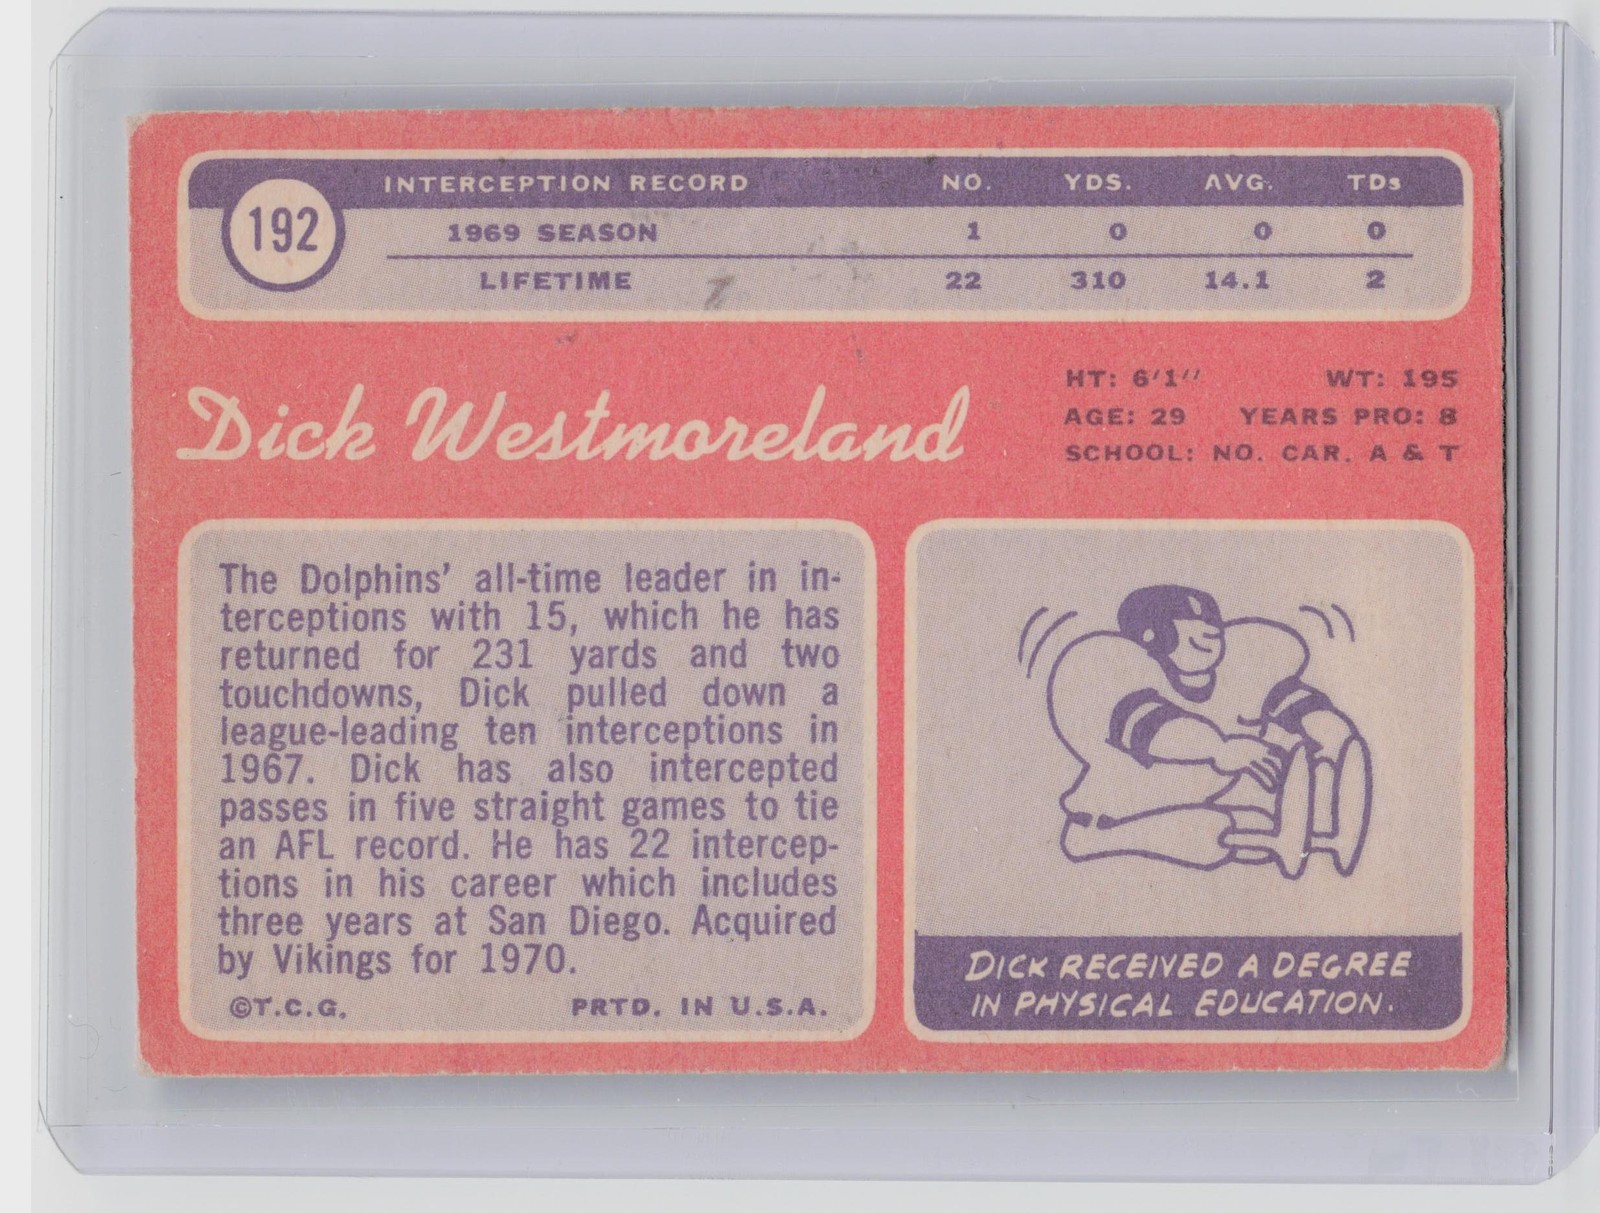 192
INTERCEPTION RECORD NO. YDS. AVG. TDs
1969 SEASON 1 0 0 0
LIFETIME 22 310 14.1 2
Dick Westmoreland
HT: 6'1" WT: 195
AGE: 29 YEARS PRO: 8
SCHOOL: NO. CAR. A & T
The Dolphins' all-time leader in in-
terceptions with 15, which he has
returned for 231 yards and two
touchdowns, Dick pulled down a
league-leading ten interceptions in
1967. Dick has also intercepted
passes in five straight games to tie
an AFL record. He has 22 intercep-
tions in his career which includes
three years at San Diego. Acquired
by Vikings for 1970.
©T.C.G. PRTD. IN U.S.A.
DICK RECEIVED A DEGREE
IN PHYSICAL EDUCATION.